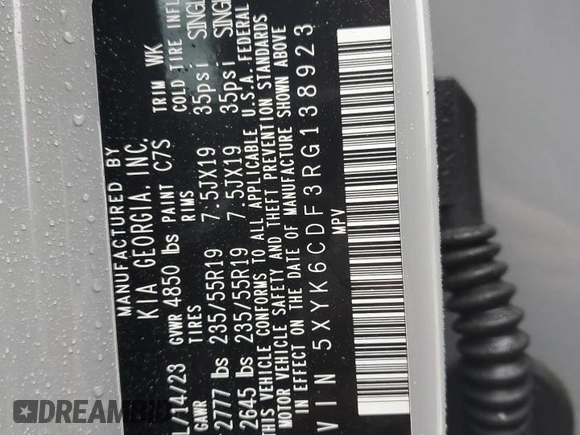 MANUFACTURED BY
KIA GEORGIA, INC.
L/14/23 GVWR 4850 lbs PAINT C7S TRIM WK
GAWR TIRES RIMS COLD TIRE INFL
2777 lbs 235/55R19 7.5JX19 35psi SINGL
2645 lbs 235/55R19 7.5JX19 35psi SINGL
THIS VEHICLE CONFORMS TO ALL APPLICABLE U.S.A. FEDERAL
MOTOR VEHICLE SAFETY AND THEFT PREVENTION STANDARDS
IN EFFECT ON THE DATE OF MANUFACTURE SHOWN ABOVE
VIN 5XYK6CDF3RG138923
MPV
DREAMBID